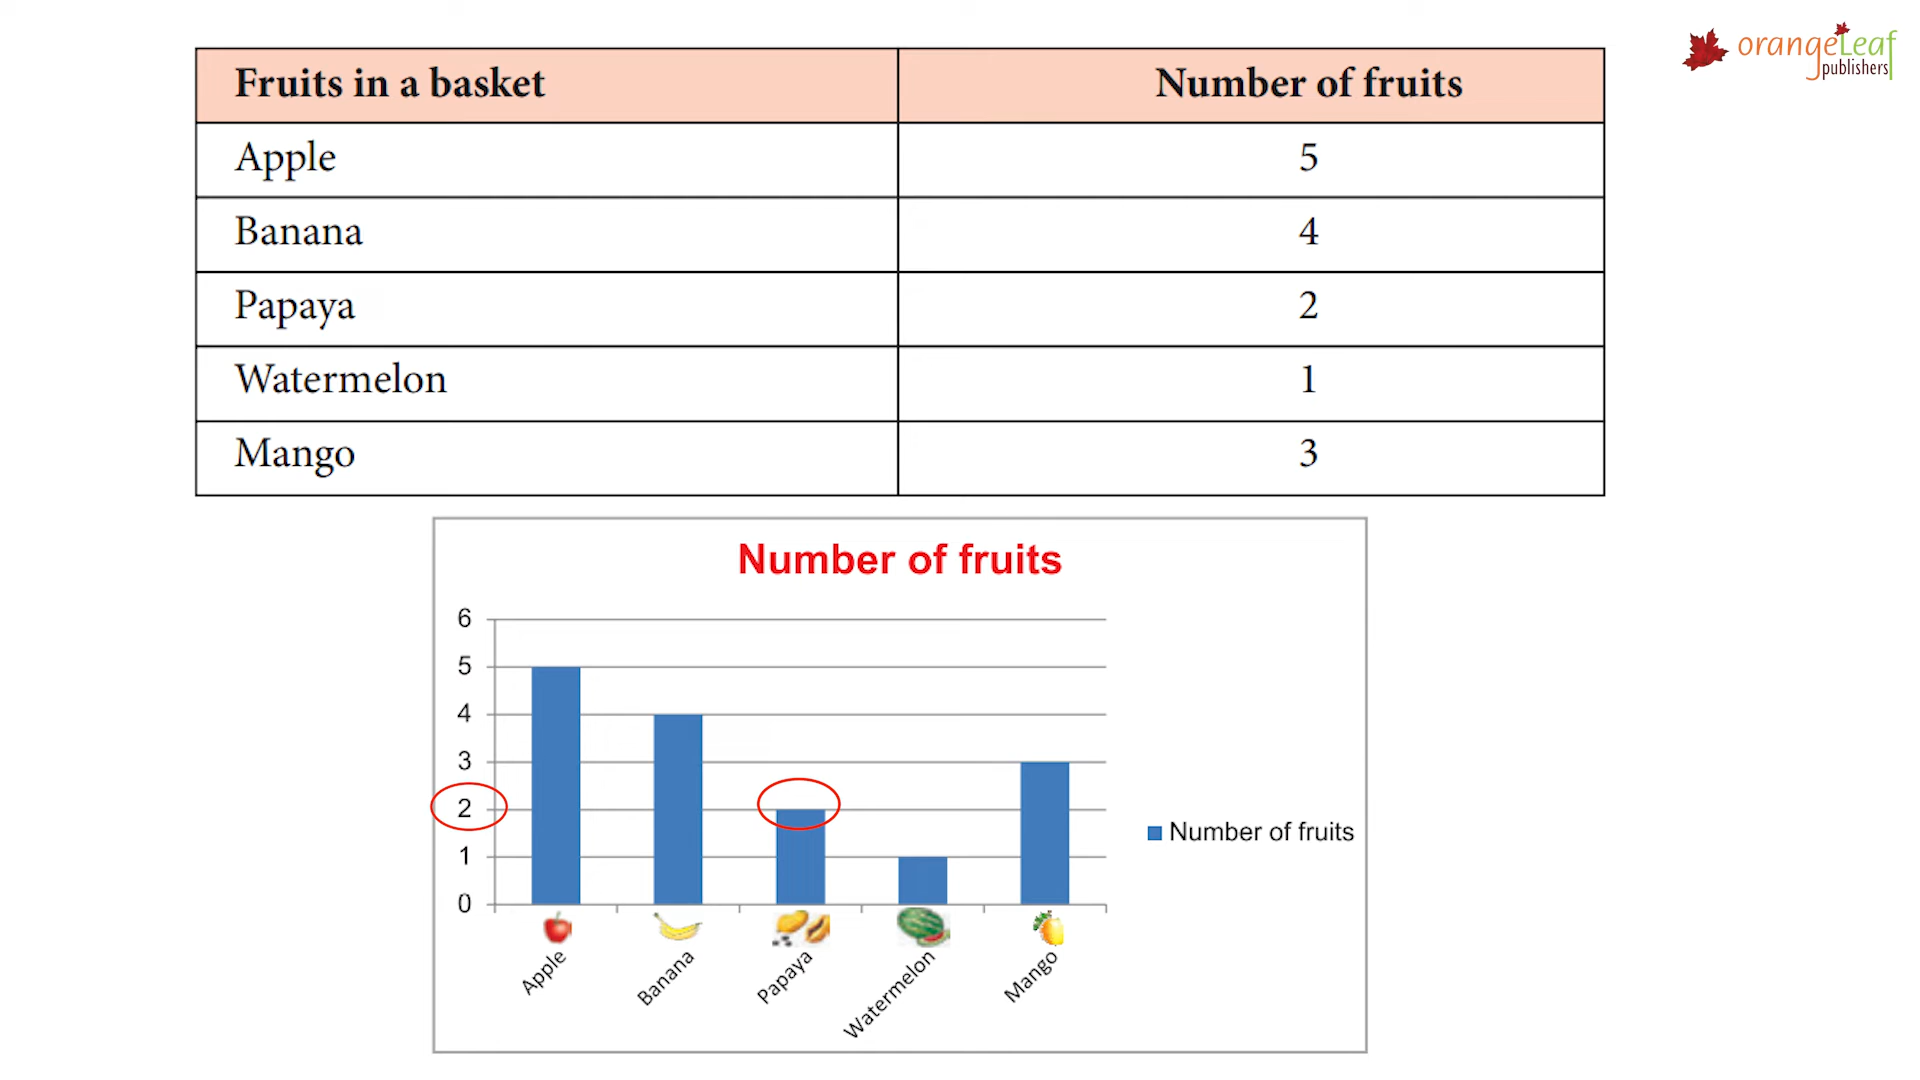 orangeLeaf
publishers
Fruits in a basket Number of fruits
Apple 5
Banana 4
Papaya 2
Watermelon 1
Mango 3
Number of fruits
6
5
4
3
2
1
0
Number of fruits
Apple Banana Papaya Watermelon Mango